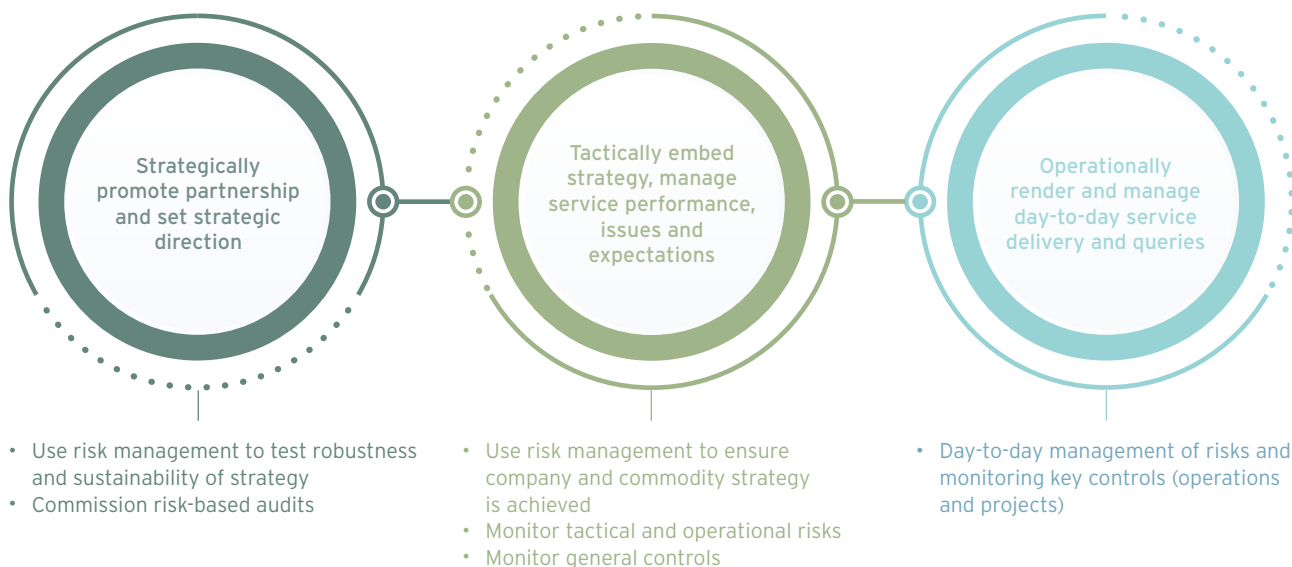 Strategically
promote partnership
and set strategic
direction
• Use risk management to test robustness
and sustainability of strategy
• Commission risk-based audits
Tactically embed
strategy, manage
service performance,
issues and
expectations
• Use risk management to ensure
company and commodity strategy
is achieved
• Monitor tactical and operational risks
• Monitor general controls
Operationally
render and manage
day-to-day service
delivery and queries
• Day-to-day management of risks and
monitoring key controls (operations
and projects)